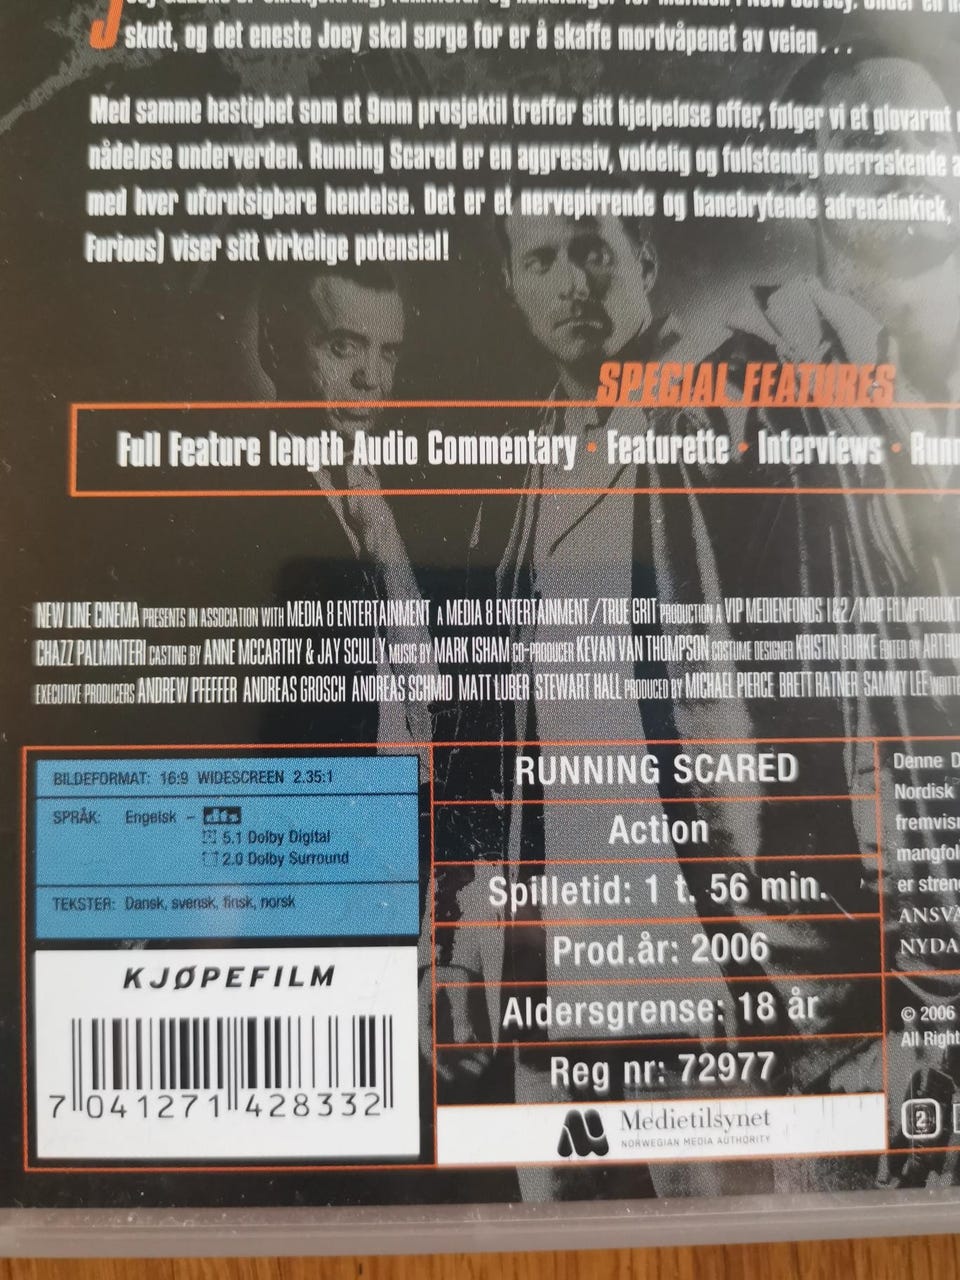 skutt, og det eneste Joey skal sørge for er å skaffe mordvåpenet av veien...
Med samme hastighet som et 9mm prosjektil treffer sitt hjelpeløse offer, følger vi et glovarmt
nådeløse underverden. Running Scared er en aggressiv, voldelig og fullstendig overraskende
med hver uforutsigbare hendelse. Det er et nervepirrende og banebrytende adrenalinkick,
Furious) viser sitt virkelige potensial!
SPECIAL FEATURES
Full Feature length Audio Commentary • Featurette • Interviews •
NEW LINE CINEMA PRESENTS IN ASSOCIATION WITH MEDIA 8 ENTERTAINMENT A MEDIA 8 ENTERTAINMENT/TRUE GRIT PRODUCTION A VIP MEDIENFONDS 1&2/MDP
CHAZZ PALMINTERI CASTING BY ANNE MCCARTHY & JAY SCULLY MUSIC BY MARK ISHAM CO-PRODUCER KEVAN VAN THOMPSON COSTUME DESIGNER KRISTIN BURKE EDITED BY
EXECUTIVE PRODUCERS ANDREW PFEFFER ANDREAS GROSCH ANDREAS SCHMID MATT LUBER STEWART HALL PRODUCED BY MICHAEL PIERCE BRETT RATNER SAMMY LEE
BILDEFORMAT: 16:9 WIDESCREEN 2.35:1
SPRÅK: Engelsk – dts
5.1 Dolby Digital
2.0 Dolby Surround
TEKSTER: Dansk, svensk, finsk, norsk
KJØPEFILM
7 041271 428332
RUNNING SCARED
Action
Spilletid: 1 t. 56 min.
Prod.år: 2006
Aldersgrense: 18 år
Reg nr: 72977
Medietilsynet
NORWEGIAN MEDIA AUTHORITY
Denne
Nordisk
er
© 2006
All
2